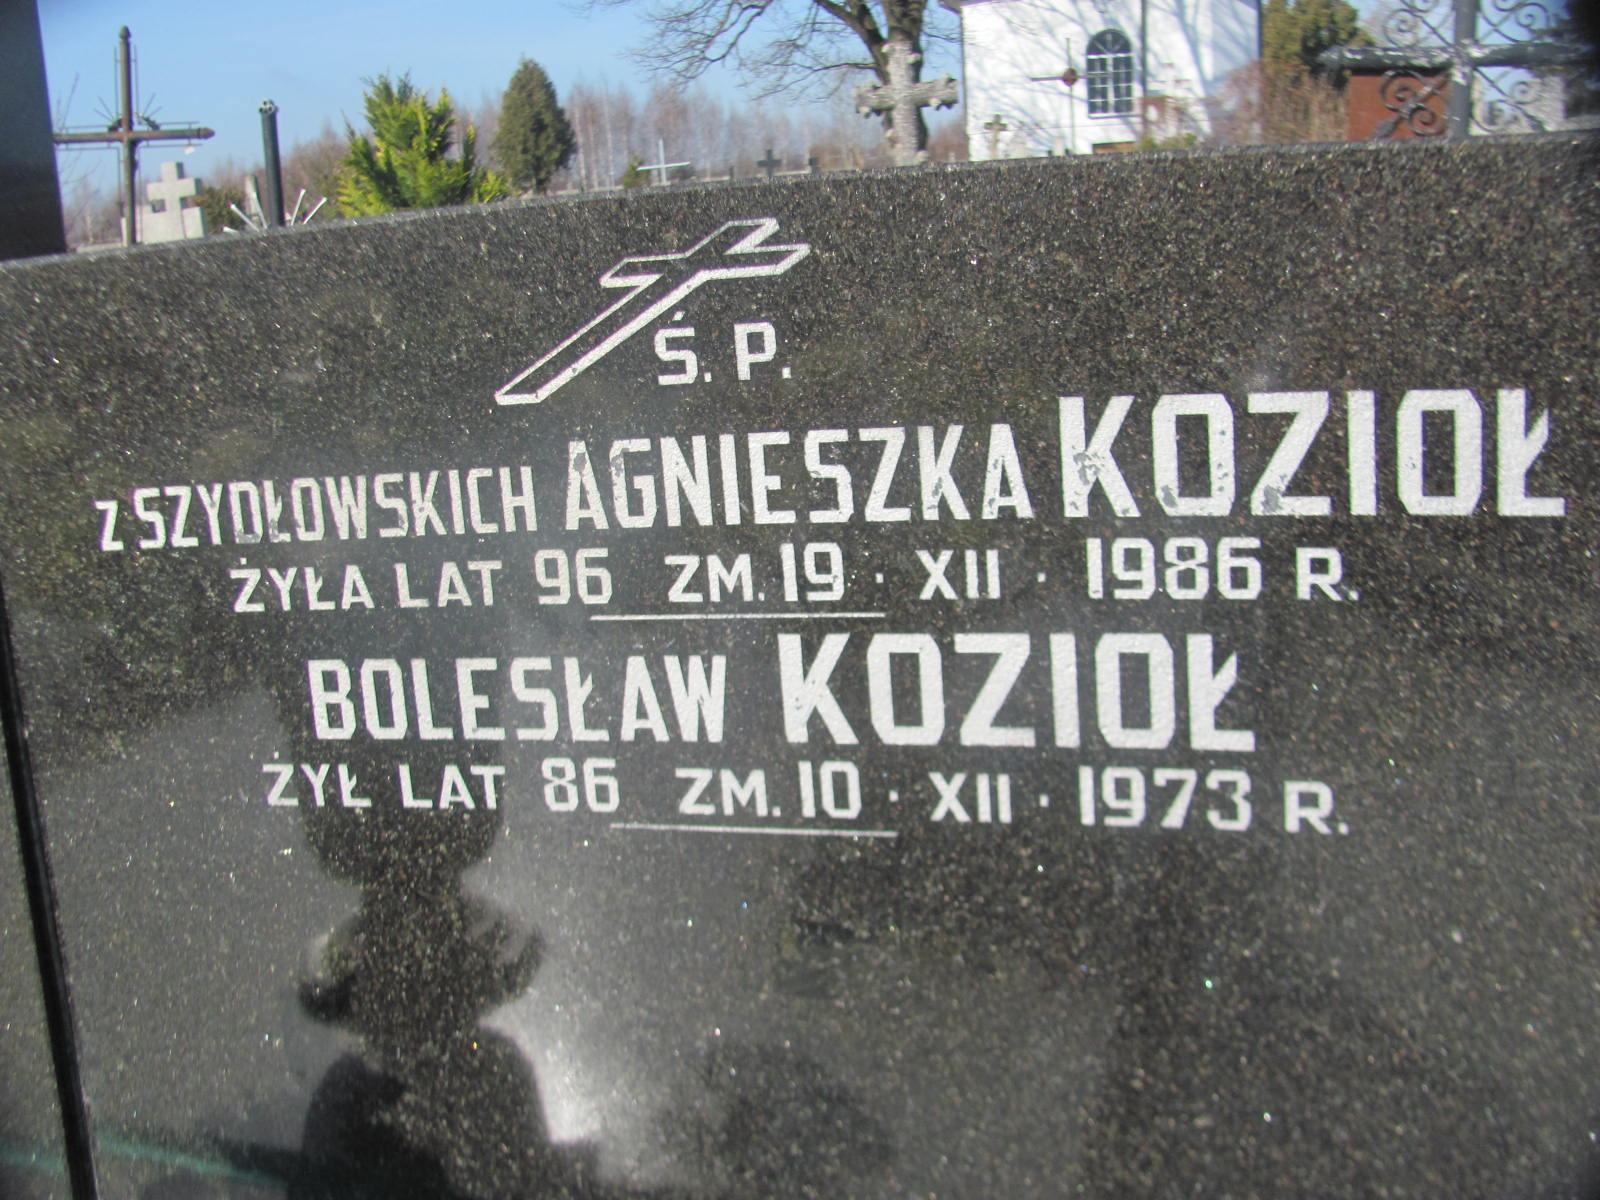 Ś. P.
Z SZYDŁOWSKICH AGNIESZKA KOZIOŁ
ŻYŁA LAT 96 ZM. 19 · XII · 1986 R.
BOLESŁAW KOZIOŁ
ŻYŁ LAT 86 ZM. 10 · XII · 1973 R.